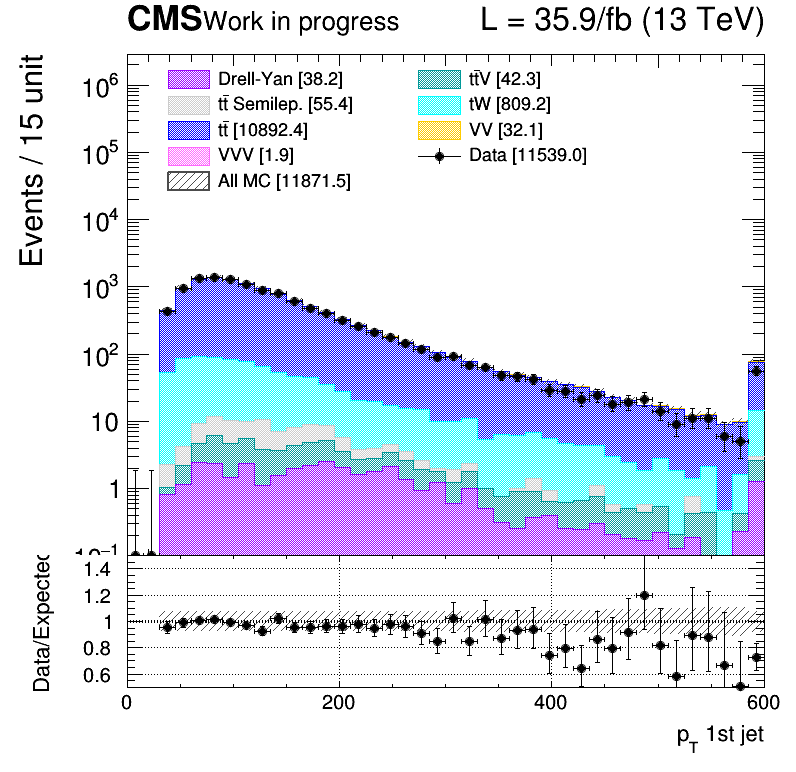 CMS Work in progress L = 35.9/fb (13 TeV)
Events / 15 unit
Drell-Yan [38.2] tt̄V [42.3]
tt̄ Semilep. [55.4] tW [809.2]
tt̄ [10892.4] VV [32.1]
VVV [1.9] Data [11539.0]
All MC [11871.5]
10⁶
10⁵
10⁴
10³
10²
10
1
10⁻¹
Data/Expected
1.4
1.2
1
0.8
0.6
0 200 400 600
p_T 1st jet